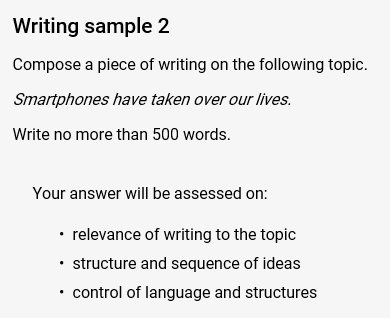 Writing sample 2
Compose a piece of writing on the following topic.
Smartphones have taken over our lives.
Write no more than 500 words.
Your answer will be assessed on:
• relevance of writing to the topic
• structure and sequence of ideas
• control of language and structures